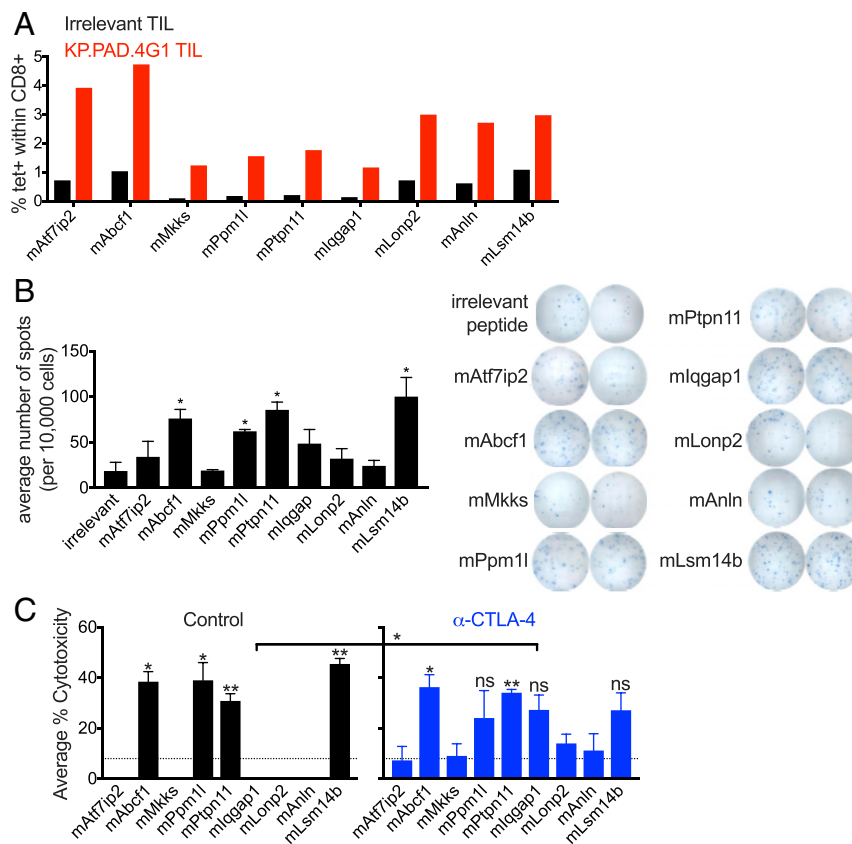 A
Irrelevant TIL
KP.PAD.4G1 TIL
% tet+ within CD8+
5
4
3
2
1
0
mAtf7ip2
mAbcf1
mMkks
mPpm1l
mPtpn11
mIqgap1
mLonp2
mAnln
mLsm14b
B
average number of spots
(per 10,000 cells)
150
100
50
0
* * * *
irrelevant
mAtf7ip2
mAbcf1
mMkks
mPpm1l
mPtpn11
mIqgap
mLonp2
mAnln
mLsm14b
irrelevant
peptide
mAtf7ip2
mAbcf1
mMkks
mPpm1l
mPtpn11
mIqgap1
mLonp2
mAnln
mLsm14b
C
Average % Cytotoxicity
60
40
20
0
Control
* * ** **
mAtf7ip2
mAbcf1
mMkks
mPpm1l
mPtpn11
mIqgap1
mLonp2
mAnln
mLsm14b
*
α-CTLA-4
* ns ** ns ns
mAtf7ip2
mAbcf1
mMkks
mPpm1l
mPtpn11
mIqgap1
mLonp2
mAnln
mLsm14b